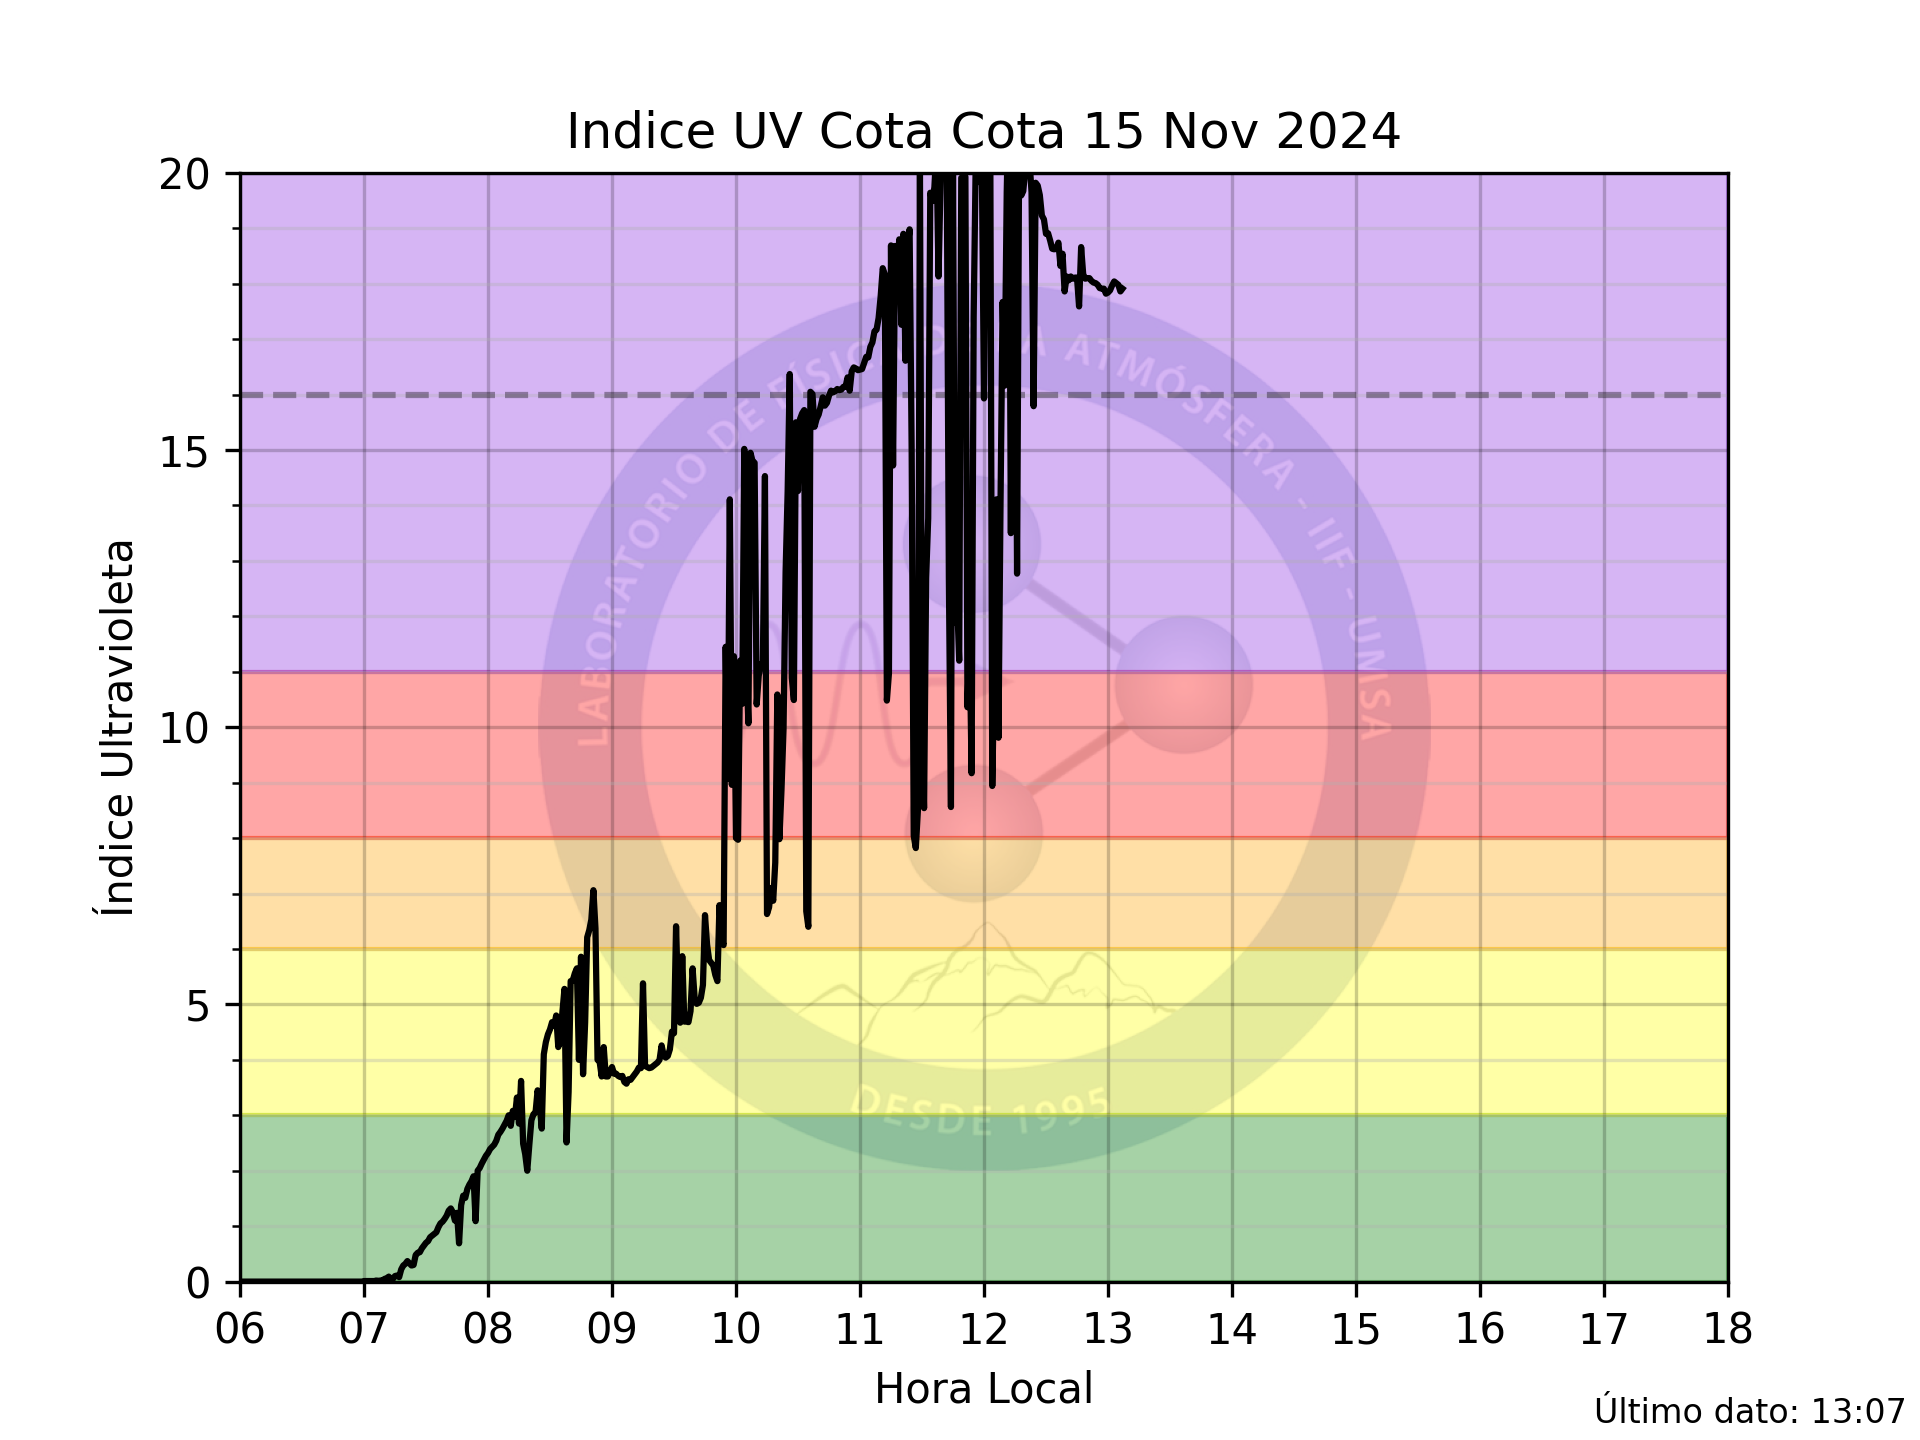 Indice UV Cota Cota 15 Nov 2024
20
15
10
5
0
Índice Ultravioleta
LABORATORIO DE FÍSICA DE LA ATMÓSFERA - IIF - UMSA
DESDE 1995
06 07 08 09 10 11 12 13 14 15 16 17 18
Hora Local
Último dato: 13:07